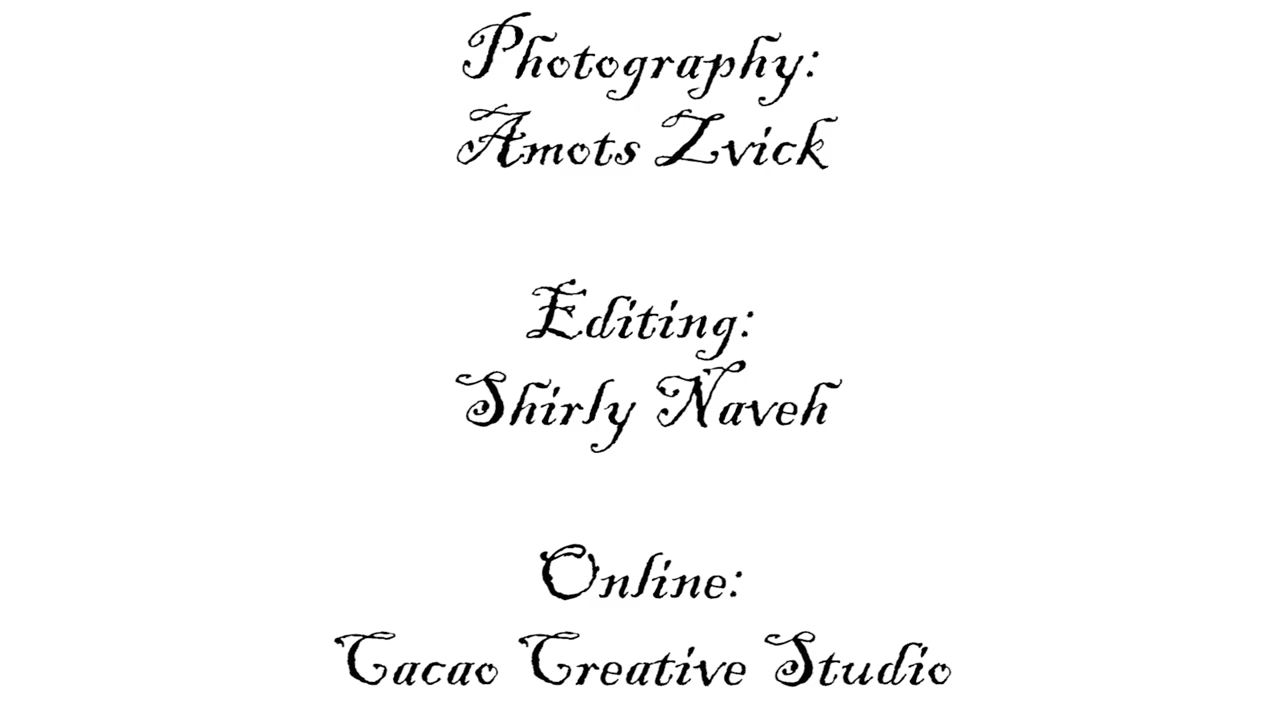 Photography:
Amots Zvick
Editing:
Shirly Naveh
Online:
Cacao Creative Studio